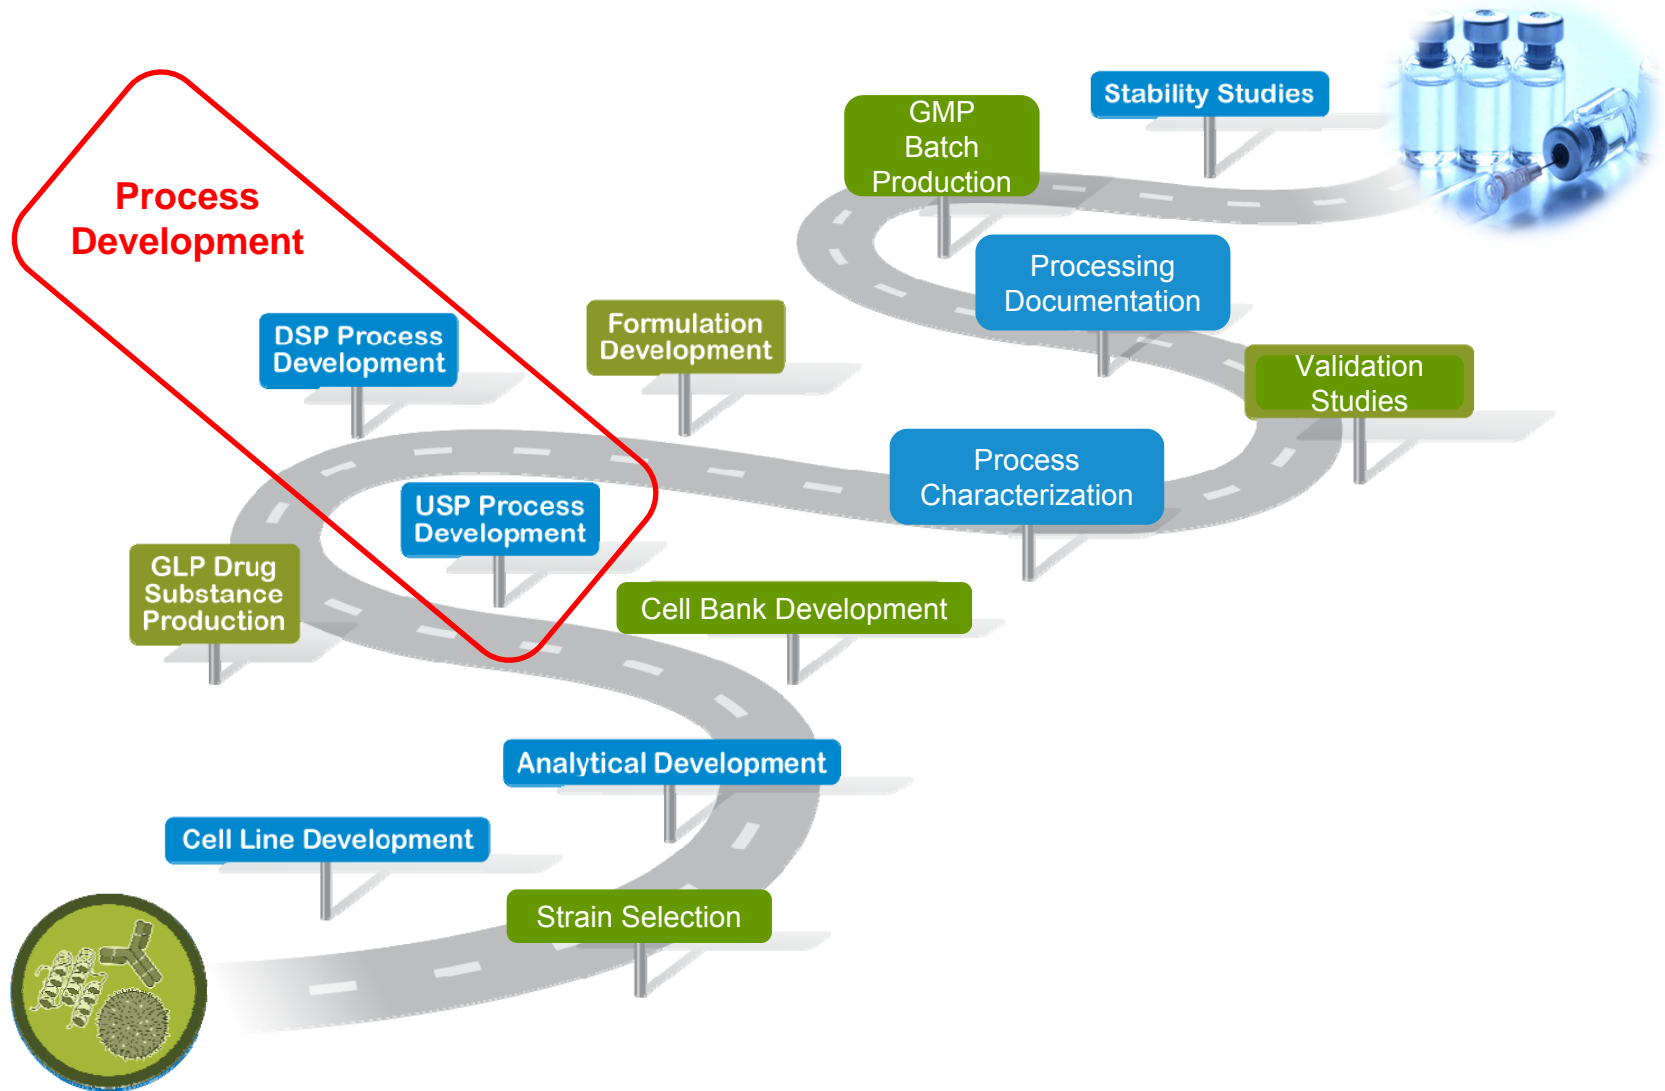 Stability Studies
GMP
Batch
Production
Process
Development
Processing
Documentation
DSP Process
Development
Formulation
Development
Validation
Studies
Process
Characterization
USP Process
Development
GLP Drug
Substance
Production
Cell Bank Development
Analytical Development
Cell Line Development
Strain Selection